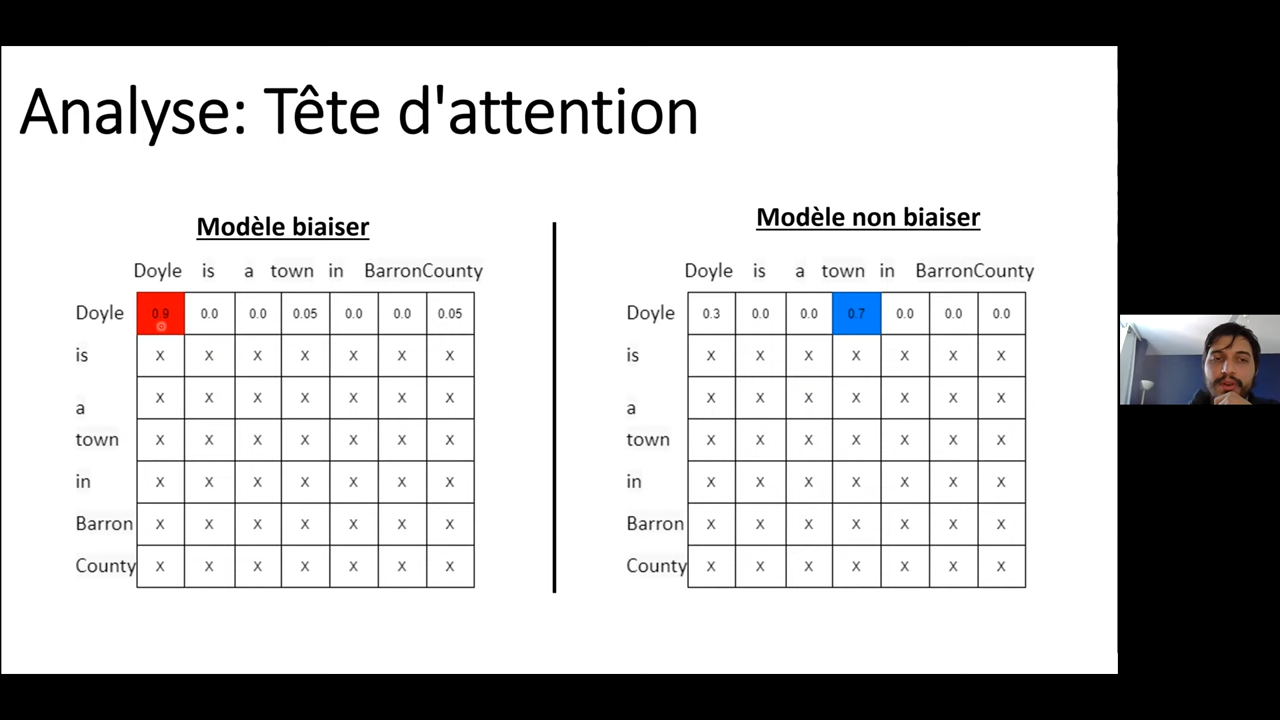 Analyse: Tête d'attention
Modèle biaiser
Doyle is a town in BarronCounty
Doyle 0.9 0.0 0.0 0.05 0.0 0.0 0.05
is X X X X X X X
a X X X X X X X
town X X X X X X X
in X X X X X X X
Barron X X X X X X X
County X X X X X X X
Modèle non biaiser
Doyle is a town in BarronCounty
Doyle 0.3 0.0 0.0 0.7 0.0 0.0 0.0
is X X X X X X X
a X X X X X X X
town X X X X X X X
in X X X X X X X
Barron X X X X X X X
County X X X X X X X